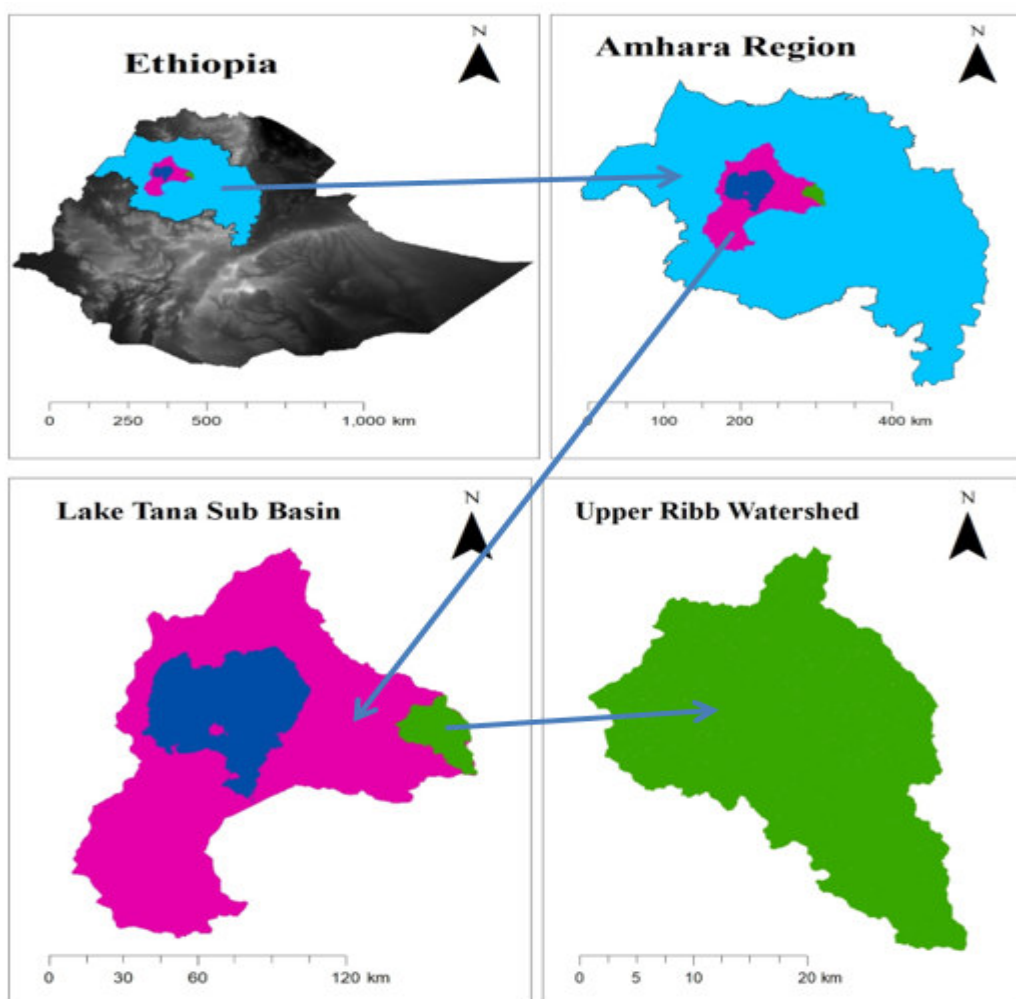 Ethiopia
N
0 250 500 1,000 km
Amhara Region
N
0 100 200 400 km
Lake Tana Sub Basin
N
0 30 60 120 km
Upper Ribb Watershed
N
0 5 10 20 km